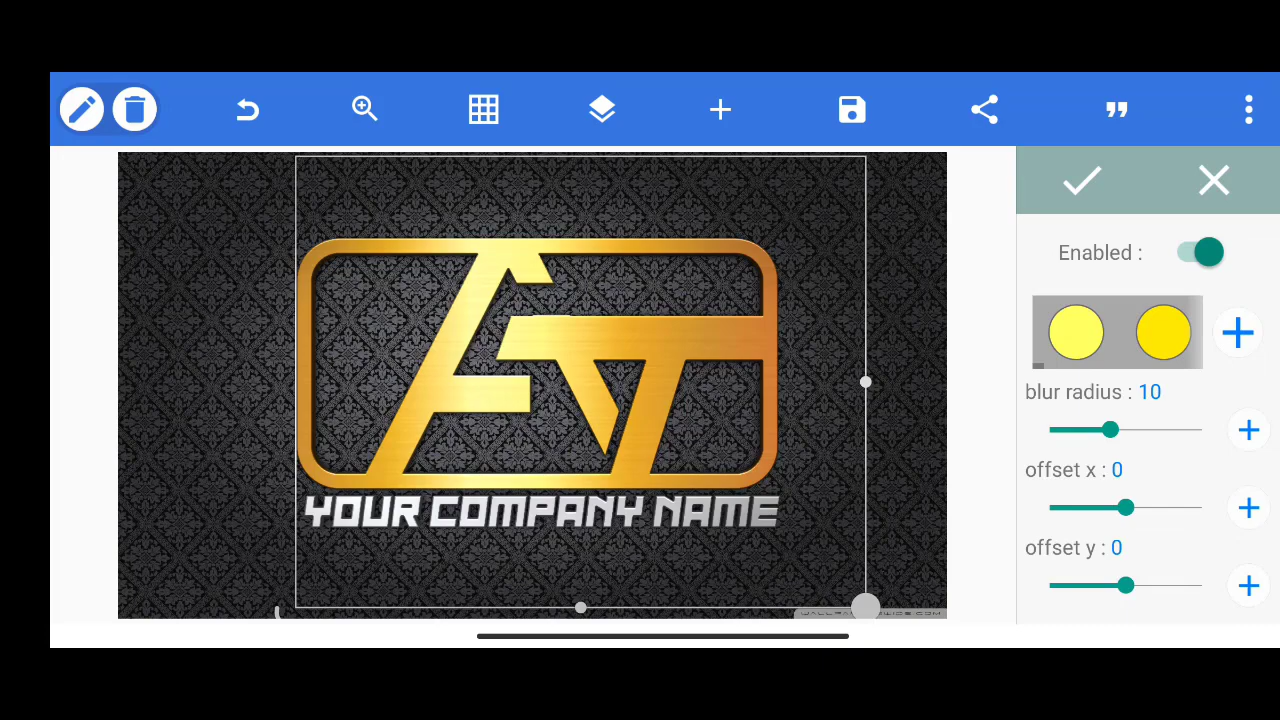 Enabled :
blur radius : 10
offset x : 0
offset y : 0
YOUR COMPANY NAME